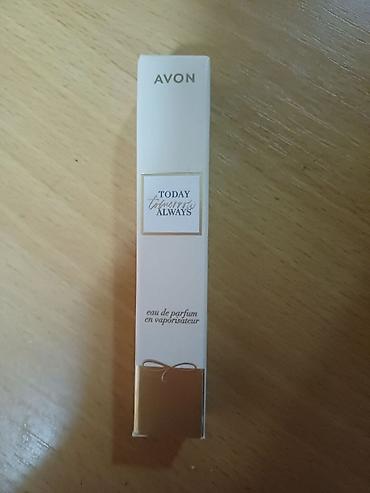 AVON
TODAY
tomorrow
ALWAYS
eau de parfum
en vaporisateur